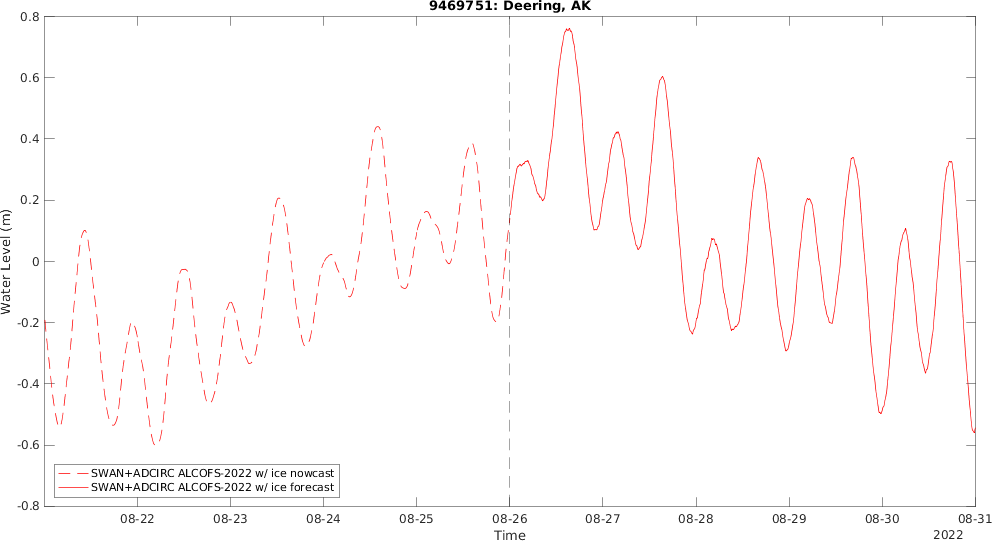 9469751: Deering, AK
0.8
0.6
0.4
0.2
0
-0.2
-0.4
-0.6
-0.8
Water Level (m)
SWAN+ADCIRC ALCOFS-2022 w/ ice nowcast
SWAN+ADCIRC ALCOFS-2022 w/ ice forecast
08-22 08-23 08-24 08-25 08-26 08-27 08-28 08-29 08-30 08-31
Time
2022